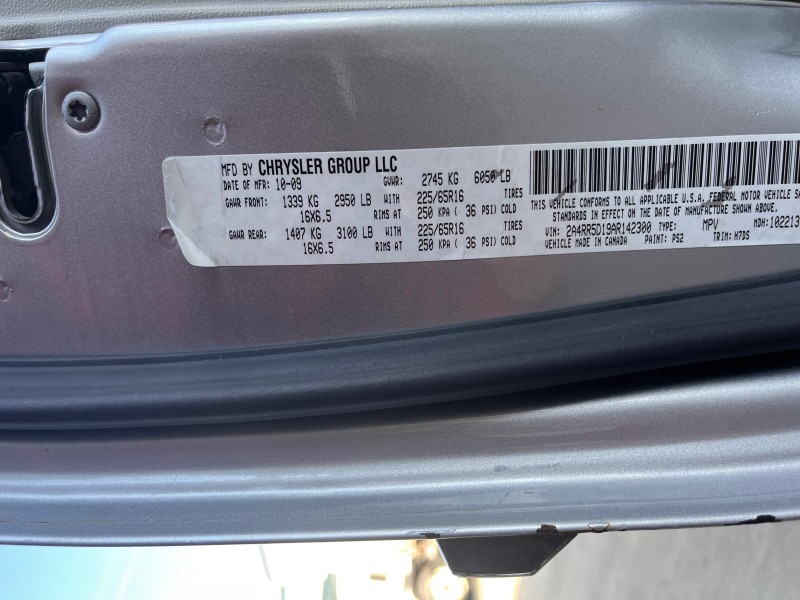 MFD BY CHRYSLER GROUP LLC
DATE OF MFR: 10-09 GVWR: 2745 KG 6050 LB
GAWR FRONT: 1339 KG 2950 LB WITH 225/65R16 TIRES
16X6.5 RIMS AT 250 KPA ( 36 PSI) COLD
GAWR REAR: 1407 KG 3100 LB WITH 225/65R16 TIRES
16X6.5 RIMS AT 250 KPA ( 36 PSI) COLD
THIS VEHICLE CONFORMS TO ALL APPLICABLE U.S.A. FEDERAL MOTOR VEHICLE SA
STANDARDS IN EFFECT ON THE DATE OF MANUFACTURE SHOWN ABOVE.
VIN: 2A4RR5D19AR142300 TYPE: MPV MDH: 102213
VEHICLE MADE IN CANADA PAINT: PS2 TRIM: H7DS